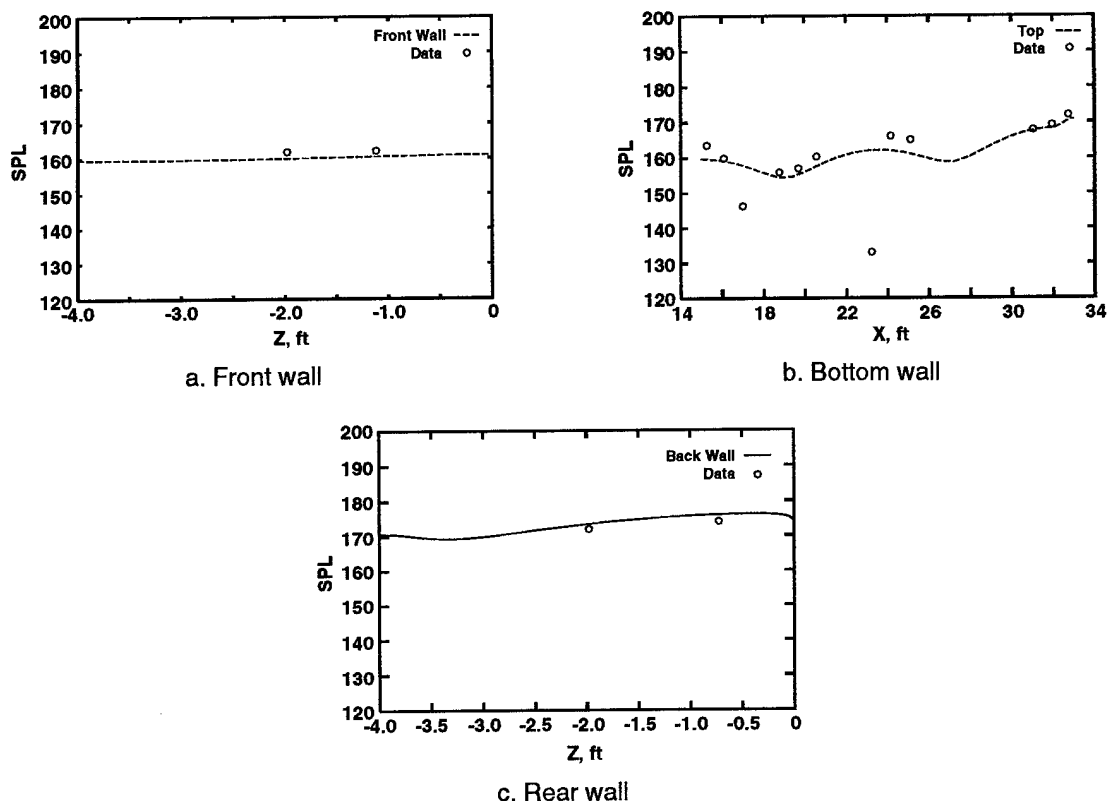 200
190
180
170
160
150
140
130
120
SPL
Front Wall
Data
-4.0 -3.0 -2.0 -1.0 0
Z, ft
a. Front wall
200
190
180
170
160
150
140
130
120
SPL
Top
Data
14 18 22 26 30 34
X, ft
b. Bottom wall
200
190
180
170
160
150
140
130
120
SPL
Back Wall
Data
-4.0 -3.5 -3.0 -2.5 -2.0 -1.5 -1.0 -0.5 0
Z, ft
c. Rear wall